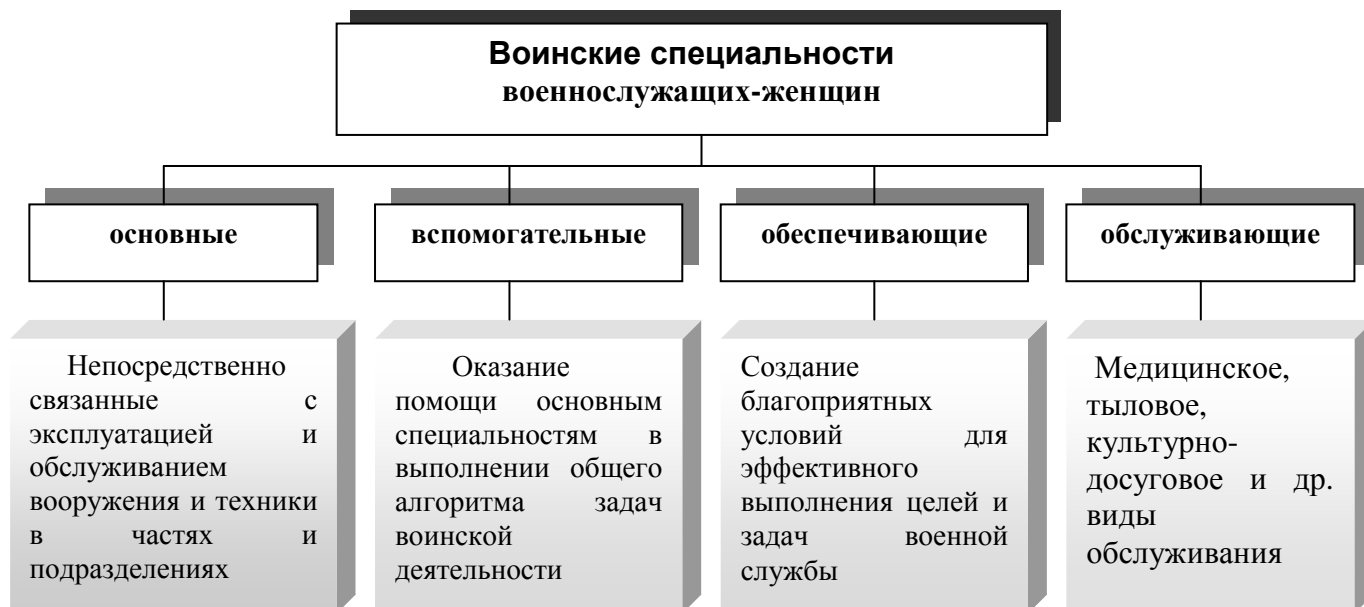 Воинские специальности
военнослужащих-женщин
основные
вспомогательные
обеспечивающие
обслуживающие
Непосредственно
связанные с
эксплуатацией и
обслуживанием
вооружения и техники
в частях и
подразделениях
Оказание
помощи основным
специальностям в
выполнении общего
алгоритма задач
воинской
деятельности
Создание
благоприятных
условий для
эффективного
выполнения целей и
задач военной
службы
Медицинское,
тыловое,
культурно-
досуговое и др.
виды
обслуживания